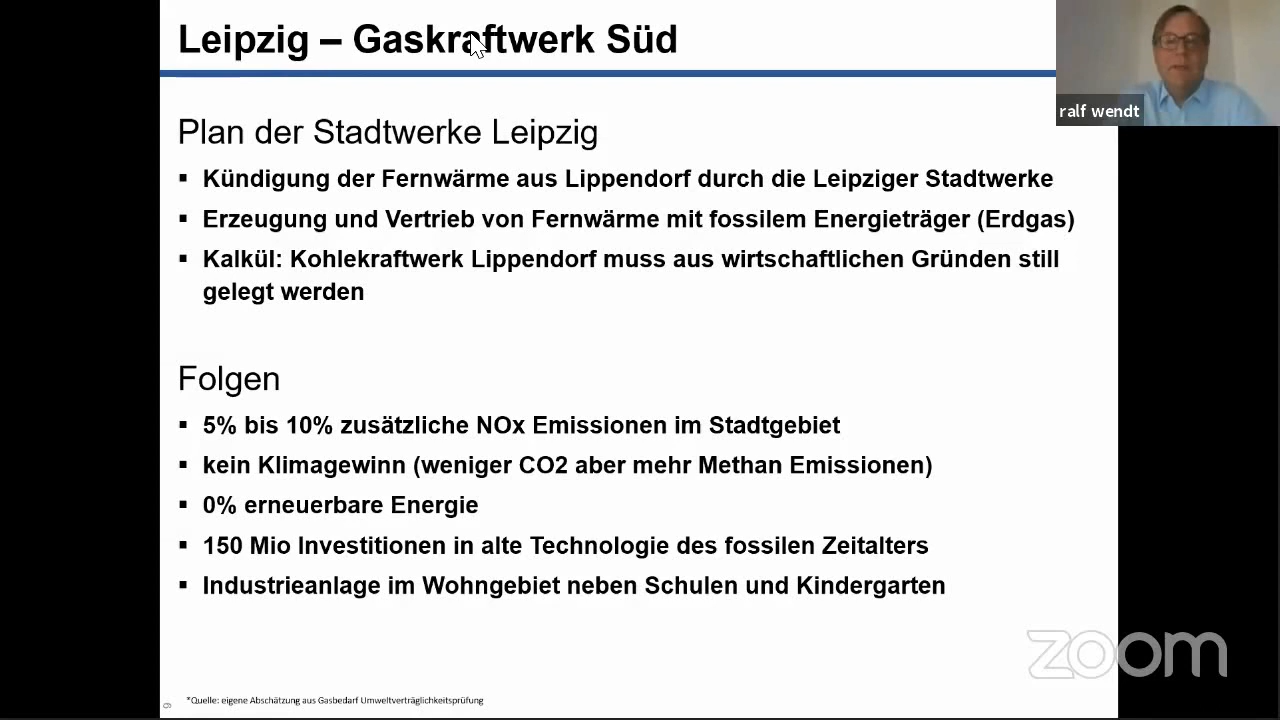 Leipzig – Gaskraftwerk Süd
ralf wendt
Plan der Stadtwerke Leipzig
▪ Kündigung der Fernwärme aus Lippendorf durch die Leipziger Stadtwerke
▪ Erzeugung und Vertrieb von Fernwärme mit fossilem Energieträger (Erdgas)
▪ Kalkül: Kohlekraftwerk Lippendorf muss aus wirtschaftlichen Gründen still
gelegt werden
Folgen
▪ 5% bis 10% zusätzliche NOx Emissionen im Stadtgebiet
▪ kein Klimagewinn (weniger CO2 aber mehr Methan Emissionen)
▪ 0% erneuerbare Energie
▪ 150 Mio Investitionen in alte Technologie des fossilen Zeitalters
▪ Industrieanlage im Wohngebiet neben Schulen und Kindergarten
zoom
*Quelle: eigene Abschätzung aus Gasbedarf Umweltverträglichkeitsprüfung